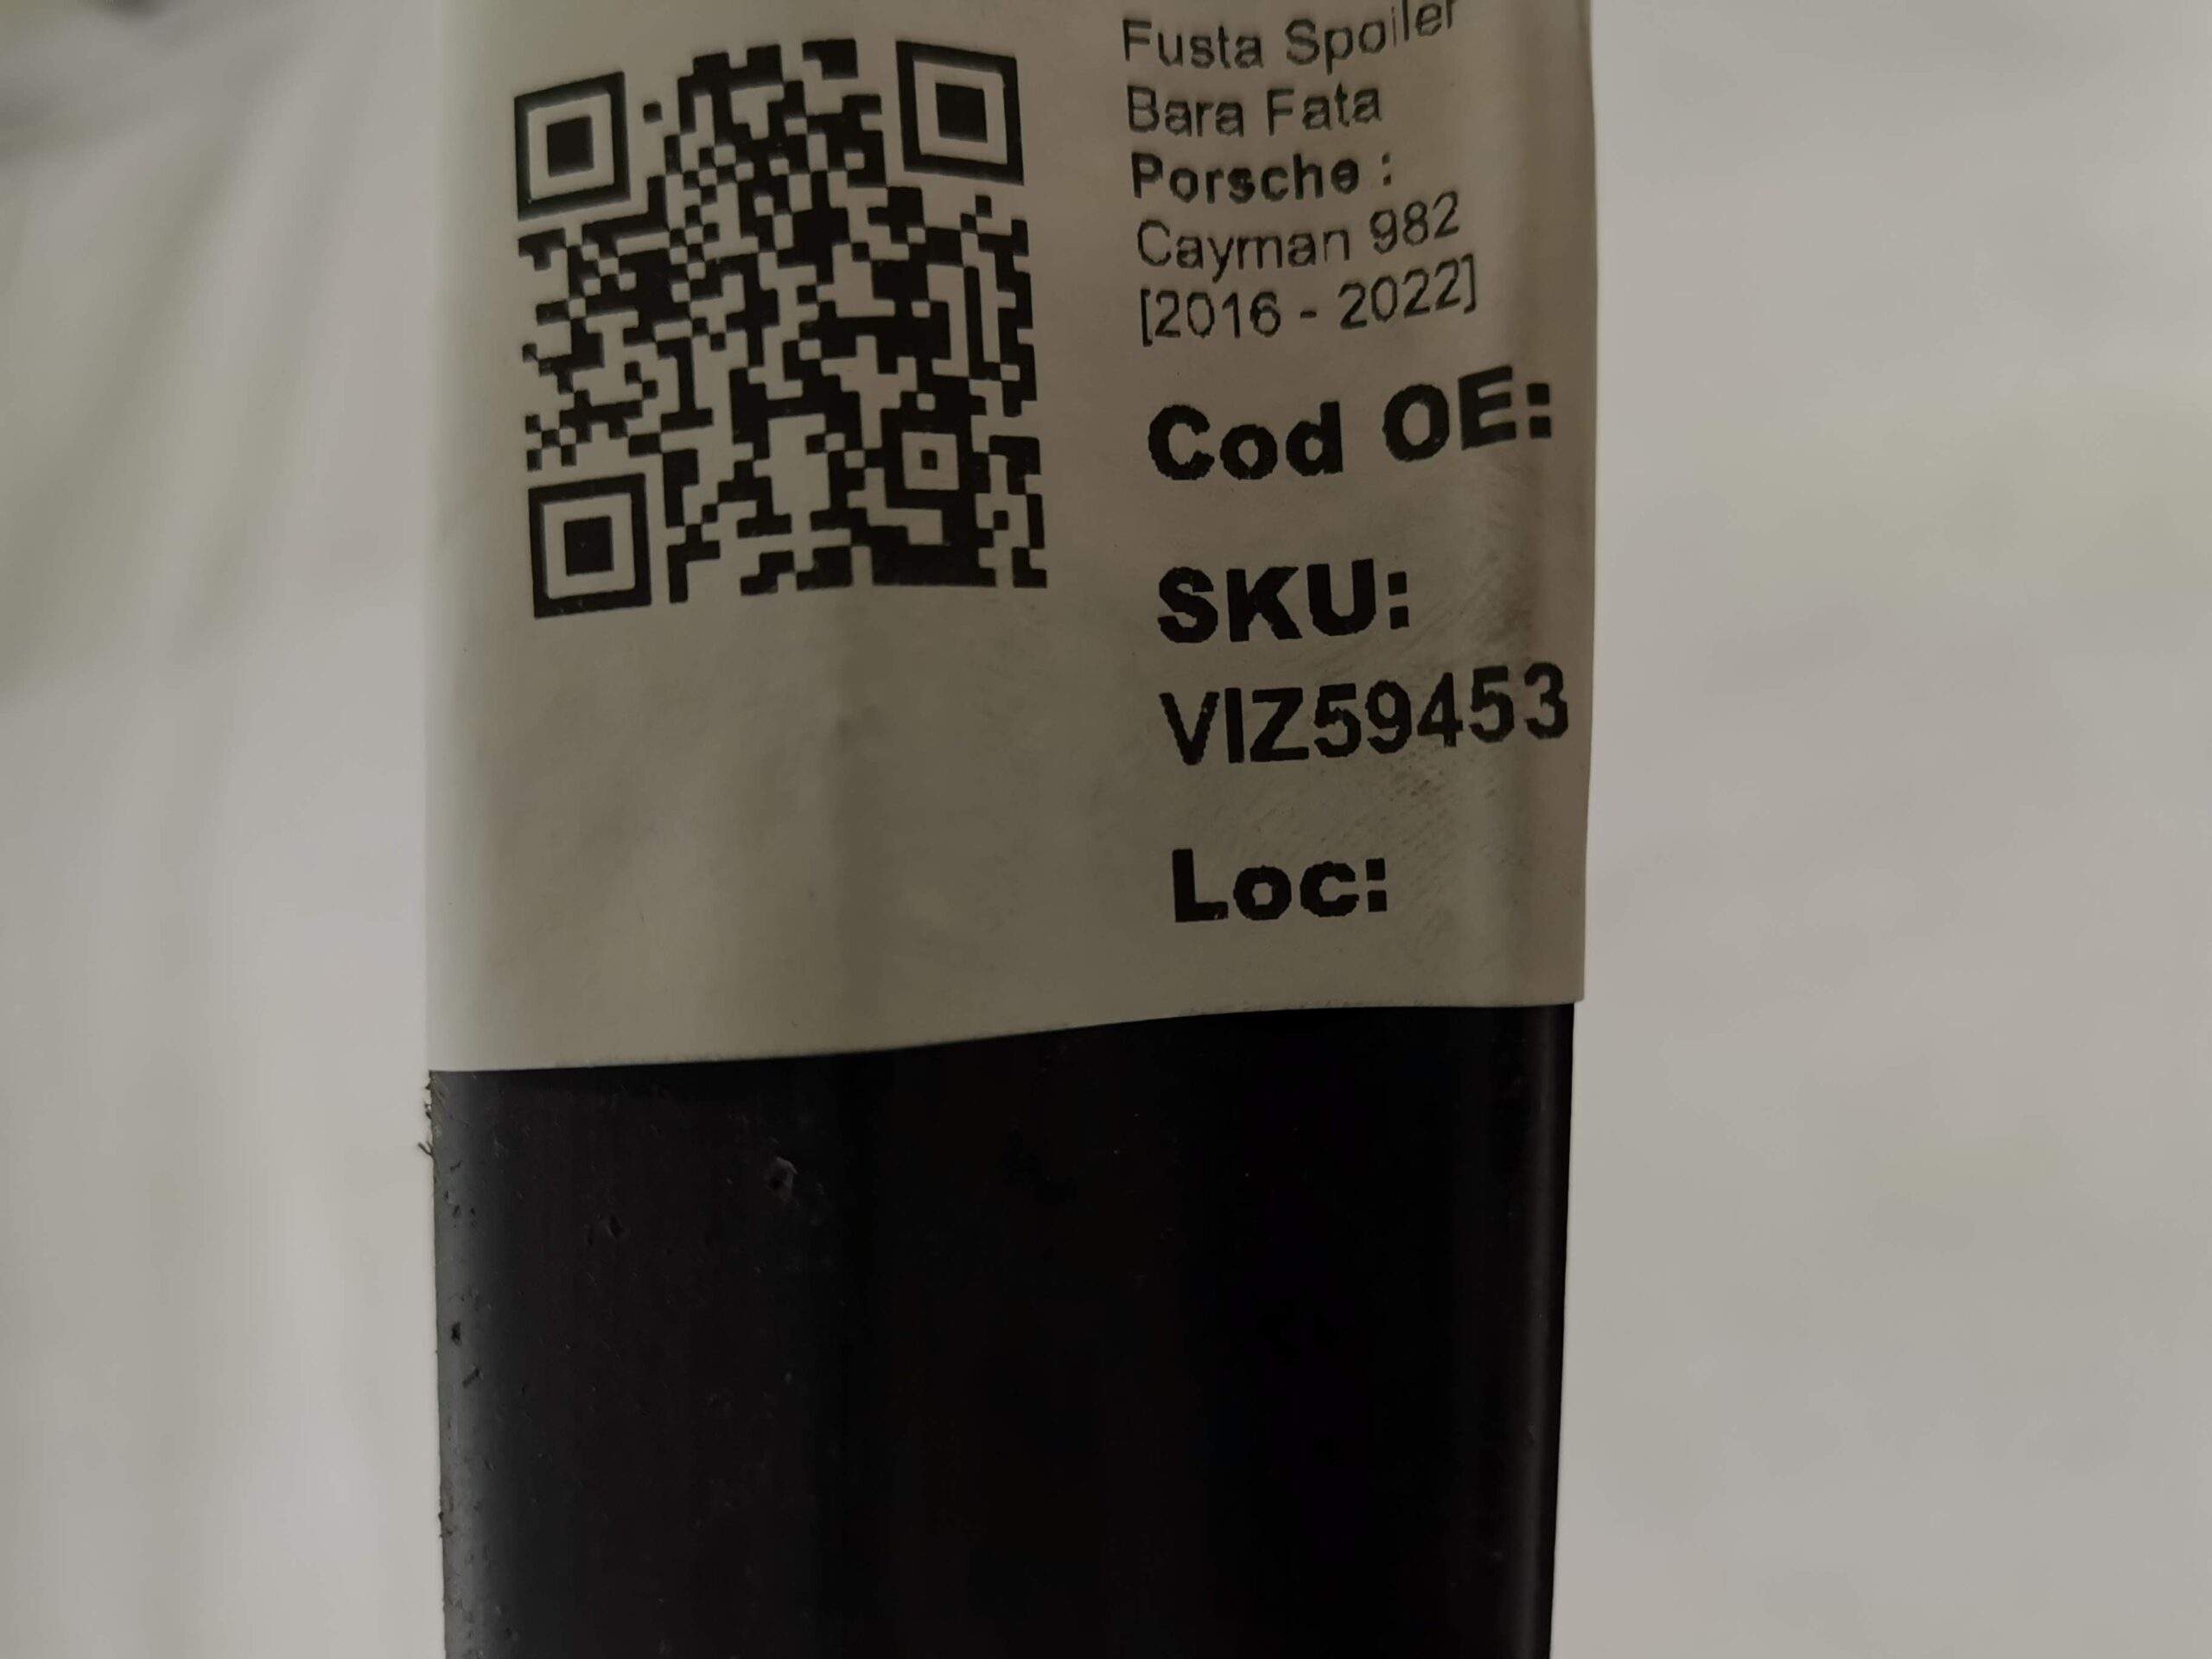 Fusta Spoiler
Bara Fata
Porsche :
Cayman 982
[2016 - 2022]
Cod OE:
SKU:
VIZ59453
Loc: